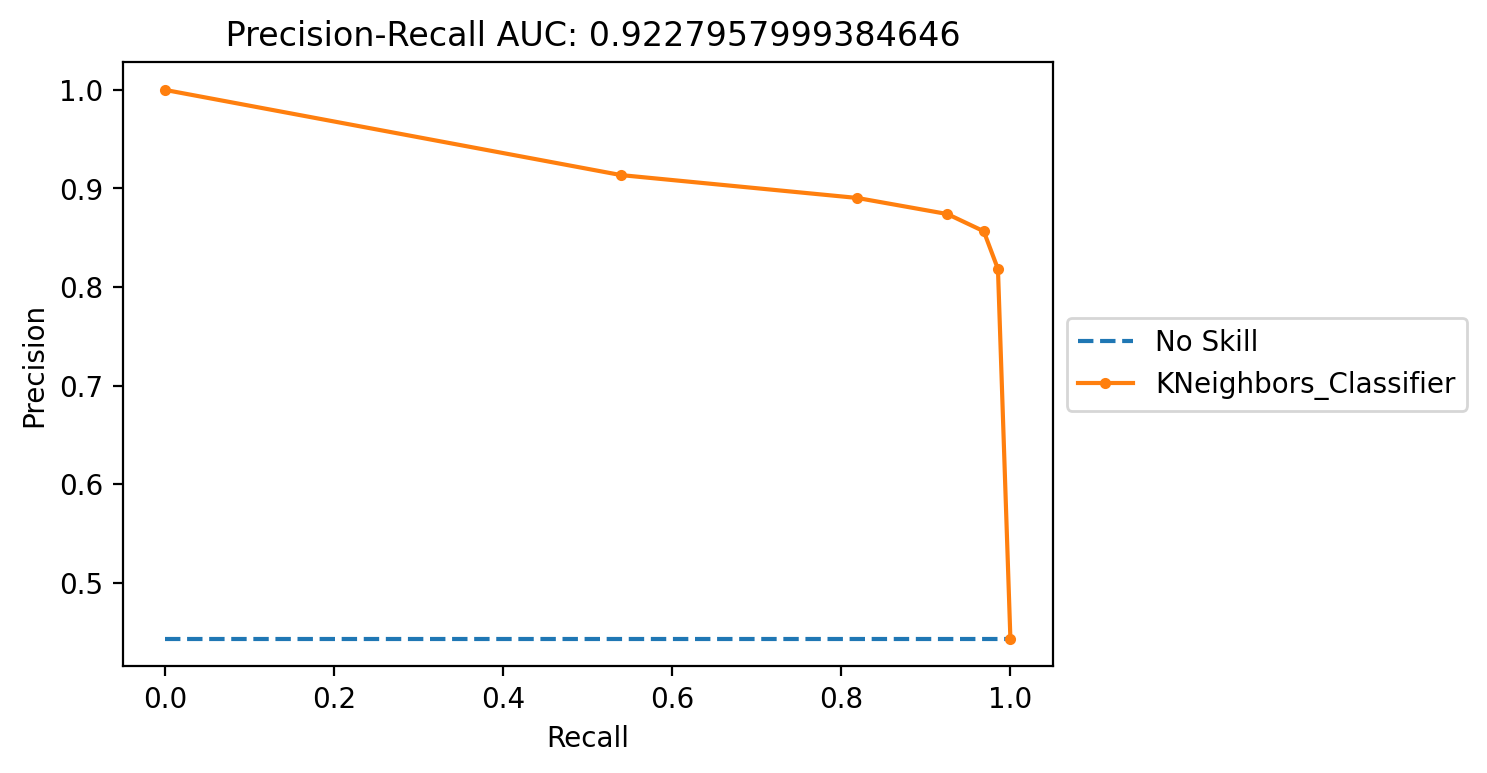 Precision-Recall AUC: 0.9227957999384646
1.0
0.9
0.8
0.7
0.6
0.5
Precision
0.0 0.2 0.4 0.6 0.8 1.0
Recall
No Skill
KNeighbors_Classifier